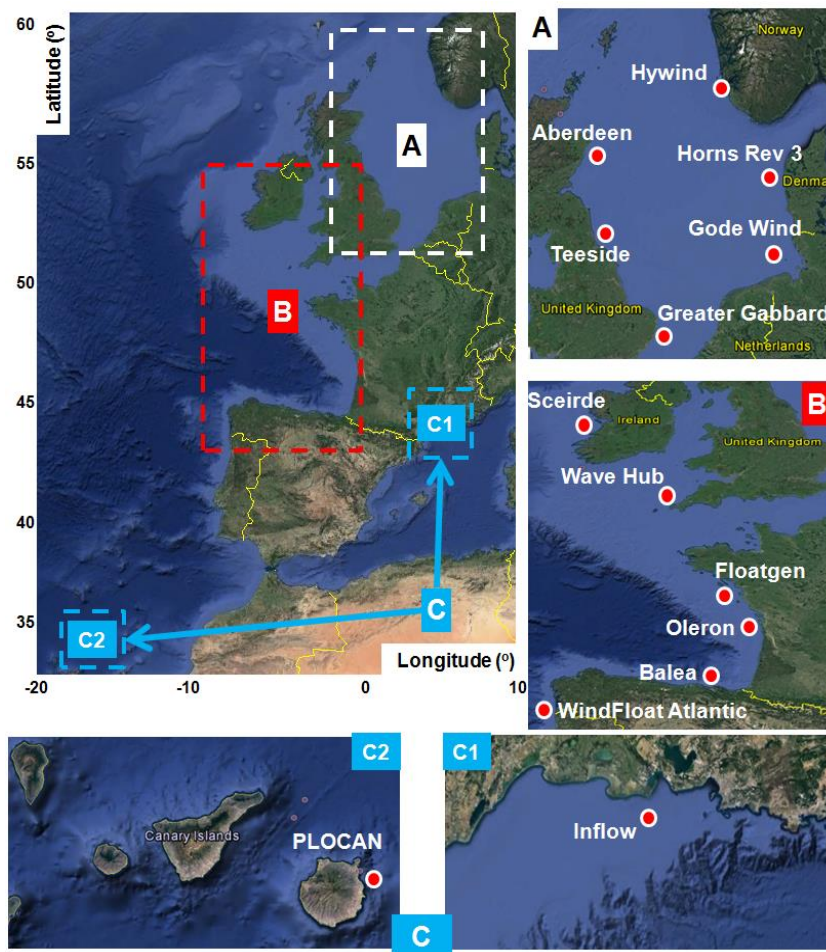 60
Latitude (º)
55
50
45
40
35
-20
-10
0
10
Longitude (º)
A
B
C1
C
C2
A
Norway
Hywind
Aberdeen
Horns Rev 3
Denma
Gode Wind
Teeside
United Kingdom
Greater Gabbard
Netherlands
B
Sceirde
Ireland
United Kingdom
Wave Hub
Floatgen
Oleron
Balea
WindFloat Atlantic
C2
Canary Islands
PLOCAN
C1
Inflow
C